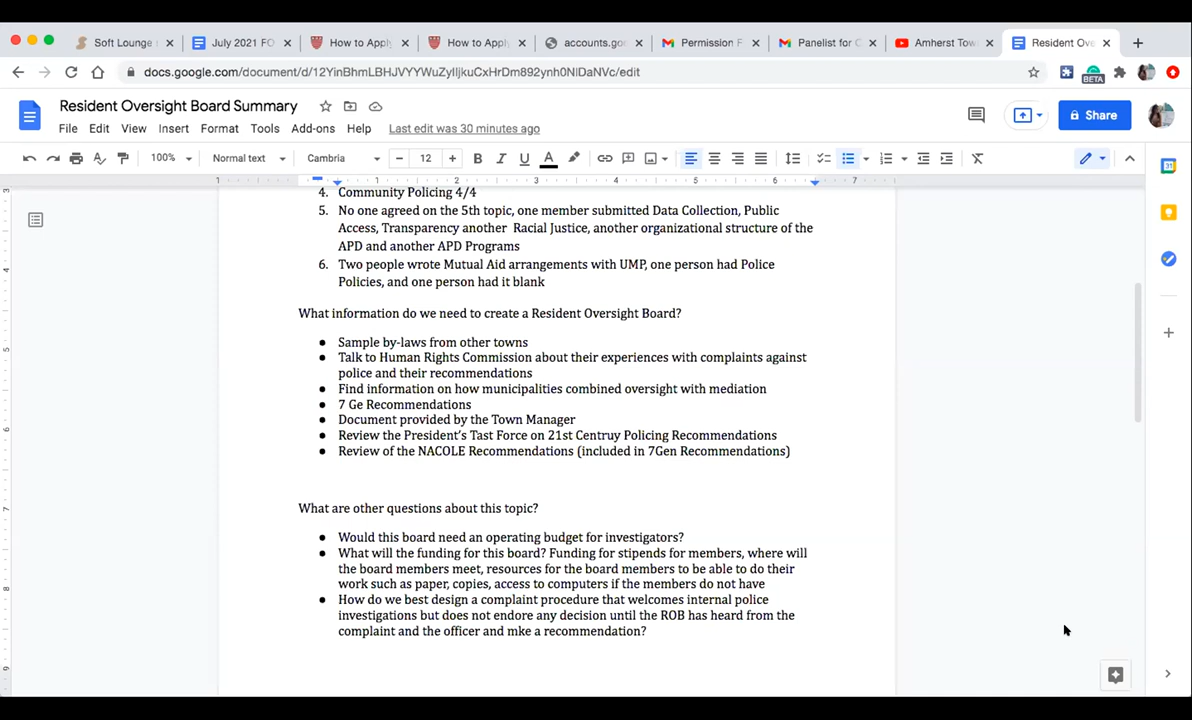 Soft Lounge
July 2021 FO
How to Apply
How to Apply
accounts.goo
Permission F
Panelist for C
Amherst Tow
Resident Ove
docs.google.com/document/d/12YinBhmLBHJVYYWuZyIljkuCxHrDm892ynh0NlDaNVc/edit
BETA
Resident Oversight Board Summary
File Edit View Insert Format Tools Add-ons Help Last edit was 30 minutes ago
Share
100% Normal text Cambria 12
1 1 2 3 4 5 6 7
4. Community Policing 4/4
5. No one agreed on the 5th topic, one member submitted Data Collection, Public
Access, Transparency another Racial Justice, another organizational structure of the
APD and another APD Programs
6. Two people wrote Mutual Aid arrangements with UMP, one person had Police
Policies, and one person had it blank
What information do we need to create a Resident Oversight Board?
● Sample by-laws from other towns
● Talk to Human Rights Commission about their experiences with complaints against
police and their recommendations
● Find information on how municipalities combined oversight with mediation
● 7 Ge Recommendations
● Document provided by the Town Manager
● Review the President's Tast Force on 21st Centruy Policing Recommendations
● Review of the NACOLE Recommendations (included in 7Gen Recommendations)
What are other questions about this topic?
● Would this board need an operating budget for investigators?
● What will the funding for this board? Funding for stipends for members, where will
the board members meet, resources for the board members to be able to do their
work such as paper, copies, access to computers if the members do not have
● How do we best design a complaint procedure that welcomes internal police
investigations but does not endore any decision until the ROB has heard from the
complaint and the officer and mke a recommendation?